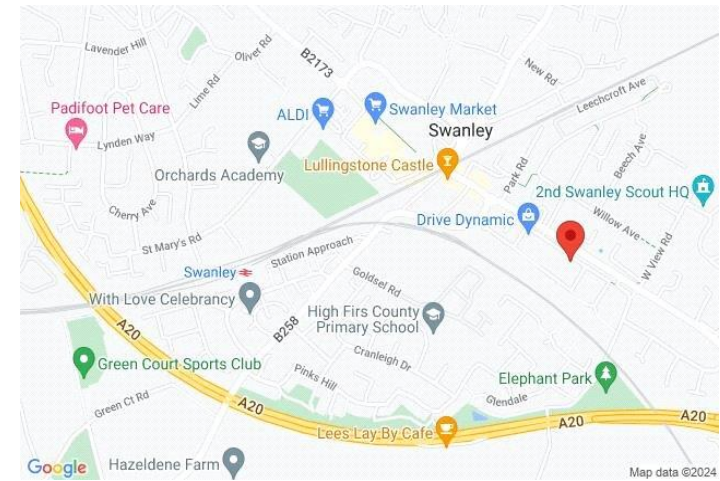 Lavender Hill
Oliver Rd
B2173
New Rd
Leechcroft Ave
Lime Rd
Padifoot Pet Care
ALDI
Swanley Market
Swanley
Lynden Way
Beech Ave
Orchards Academy
Lullingstone Castle
Park Rd
2nd Swanley Scout HQ
Cherry Ave
Drive Dynamic
Willow Ave
St Mary's Rd
Station Approach
W View Rd
Swanley
Goldsel Rd
With Love Celebrancy
High Firs County
Primary School
B258
A20
Cranleigh Dr
Green Court Sports Club
Pinks Hill
Elephant Park
Green Ct Rd
Glendale
A20
A20
A20
Lees Lay By Cafe
Google
Hazeldene Farm
Map data ©2024